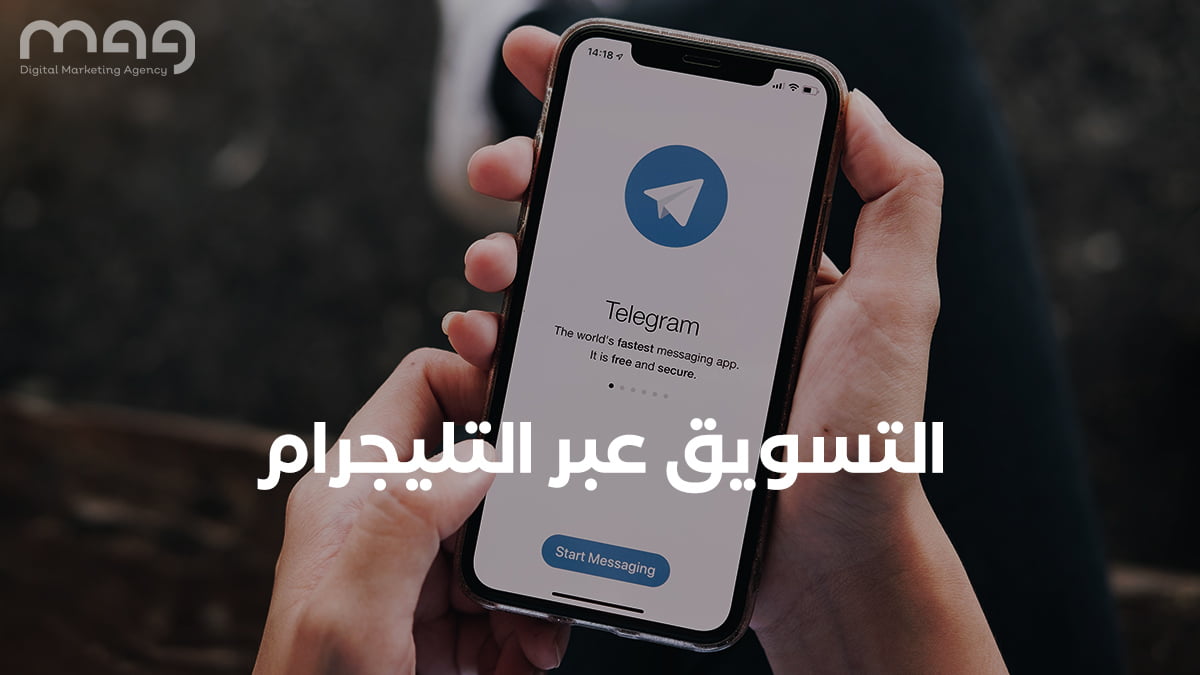 maag
Digital Marketing Agency
14:18
Telegram
The world's fastest messaging app.
It is free and secure.
التسويق عبر التليجرام
Start Messaging